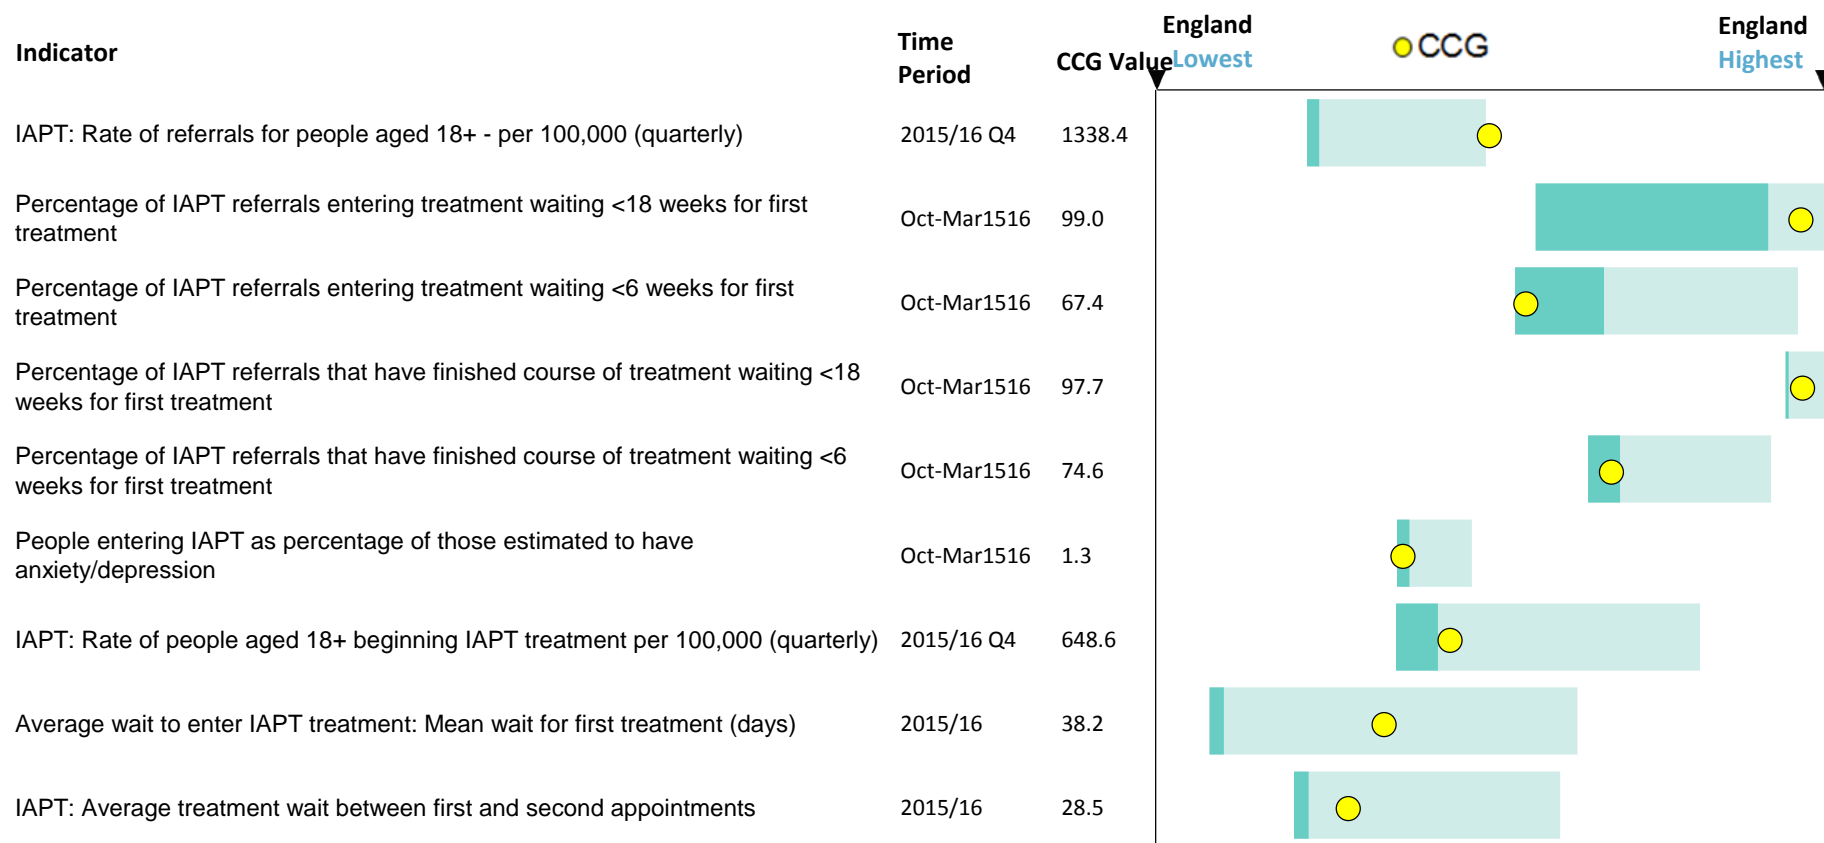 Indicator
Time
Period
CCG Value
England
Lowest
CCG
England
Highest
IAPT: Rate of referrals for people aged 18+ - per 100,000 (quarterly) 2015/16 Q4 1338.4
Percentage of IAPT referrals entering treatment waiting <18 weeks for first
treatment
Oct-Mar1516 99.0
Percentage of IAPT referrals entering treatment waiting <6 weeks for first
treatment
Oct-Mar1516 67.4
Percentage of IAPT referrals that have finished course of treatment waiting <18
weeks for first treatment
Oct-Mar1516 97.7
Percentage of IAPT referrals that have finished course of treatment waiting <6
weeks for first treatment
Oct-Mar1516 74.6
People entering IAPT as percentage of those estimated to have
anxiety/depression
Oct-Mar1516 1.3
IAPT: Rate of people aged 18+ beginning IAPT treatment per 100,000 (quarterly) 2015/16 Q4 648.6
Average wait to enter IAPT treatment: Mean wait for first treatment (days) 2015/16 38.2
IAPT: Average treatment wait between first and second appointments 2015/16 28.5